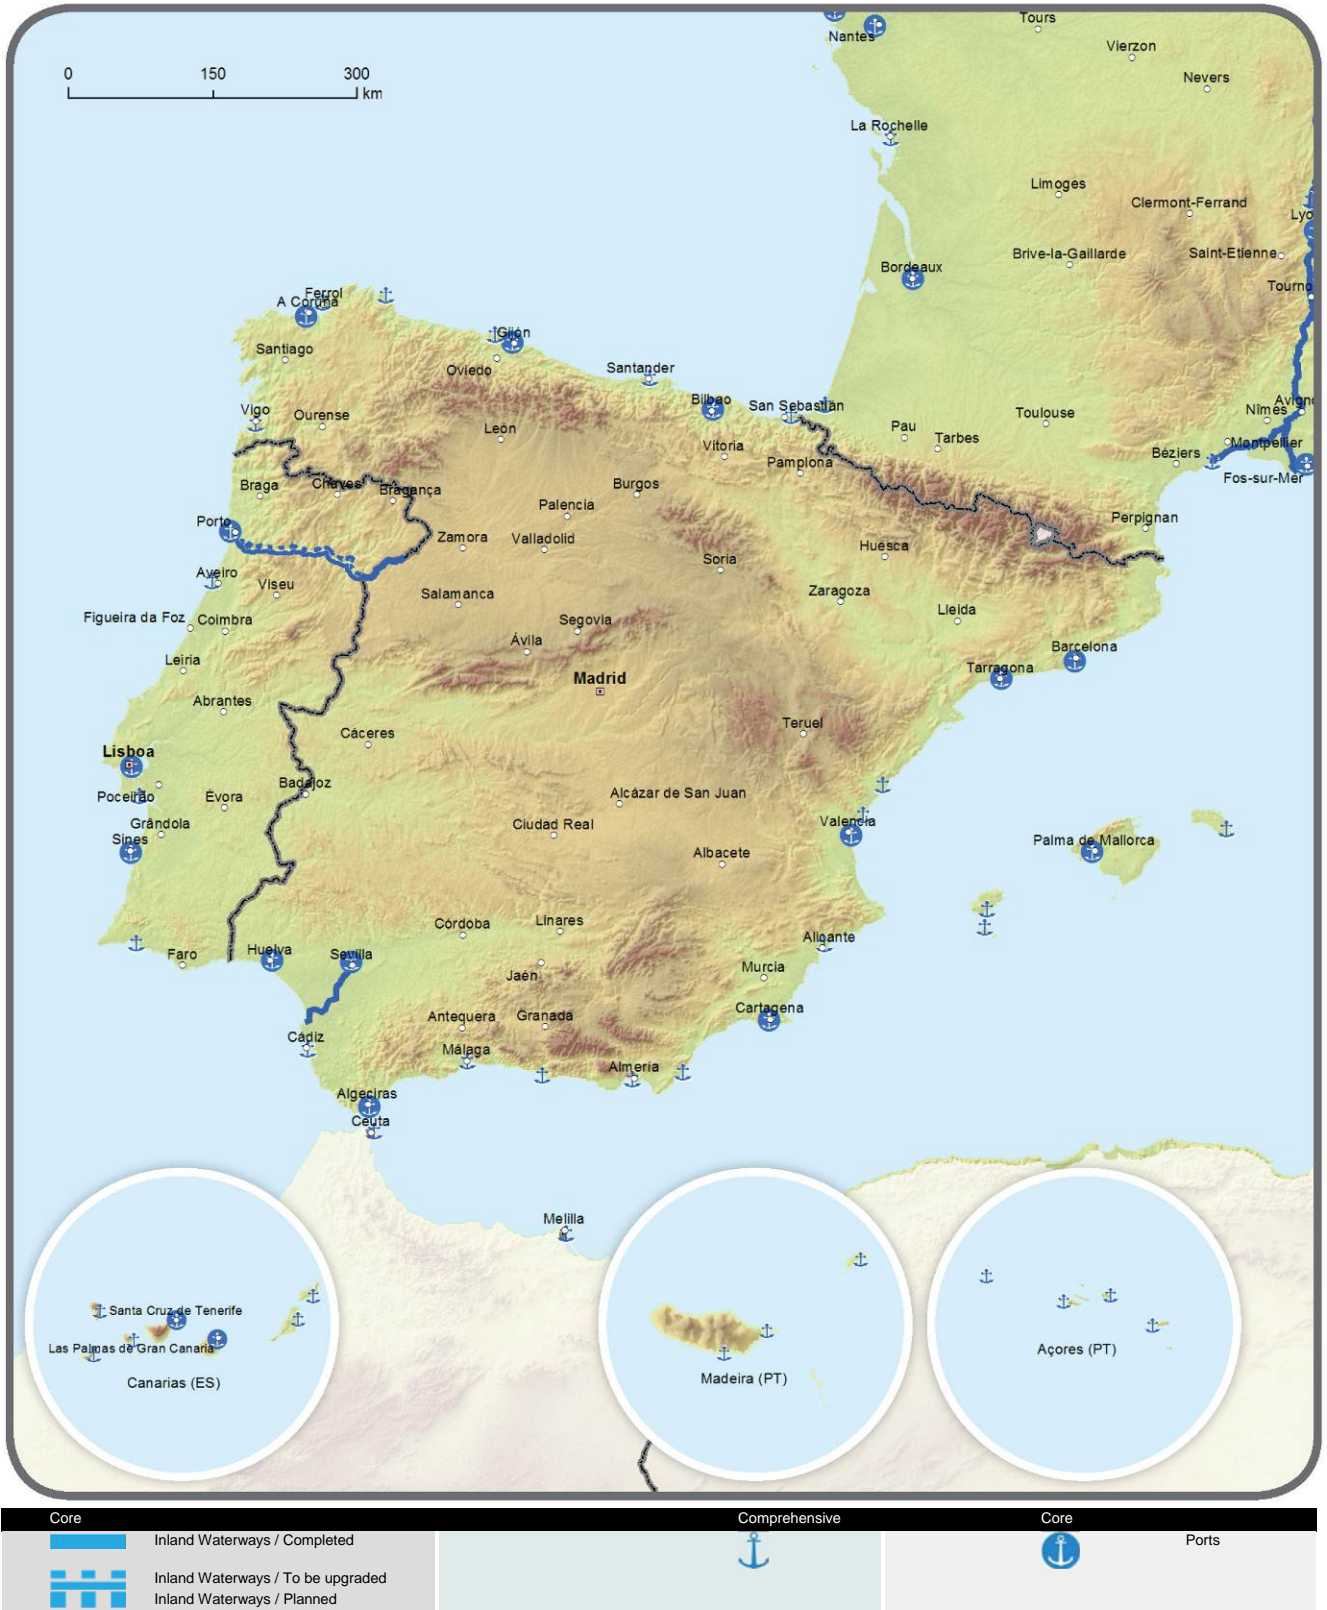 Tours
Nantes
Vierzon
0 150 300
km
Nevers
La Rochelle
Limoges
Clermont-Ferrand
Lyo
Brive-la-Gaillarde
Saint-Etienne
Bordeaux
Tourno
Ferrol
A Coruña
Gijón
Santiago
Oviedo
Santander
Bilbao
San Sebastián
Avigno
Nîmes
Vigo
Ourense
León
Toulouse
Pau
Tarbes
Vitoria
Montpellier
Béziers
Pamplona
Fos-sur-Mer
Braga
Chaves
Bragança
Burgos
Palencia
Perpignan
Porto
Zamora
Valladolid
Huesca
Soria
Aveiro
Viseu
Salamanca
Zaragoza
Lleida
Figueira da Foz
Coimbra
Segovia
Ávila
Barcelona
Leiria
Tarragona
Madrid
Abrantes
Teruel
Cáceres
Lisboa
Badajoz
Poceirão
Évora
Alcázar de San Juan
Grândola
Ciudad Real
Valencia
Sines
Palma de Mallorca
Albacete
Córdoba
Linares
Alicante
Faro
Huelva
Sevilla
Jaén
Murcia
Cartagena
Antequera
Granada
Cádiz
Málaga
Almería
Algeciras
Ceuta
Melilla
Santa Cruz de Tenerife
Las Palmas de Gran Canaria
Canarias (ES)
Madeira (PT)
Açores (PT)
Core Comprehensive Core
Inland Waterways / Completed Ports
Inland Waterways / To be upgraded
Inland Waterways / Planned